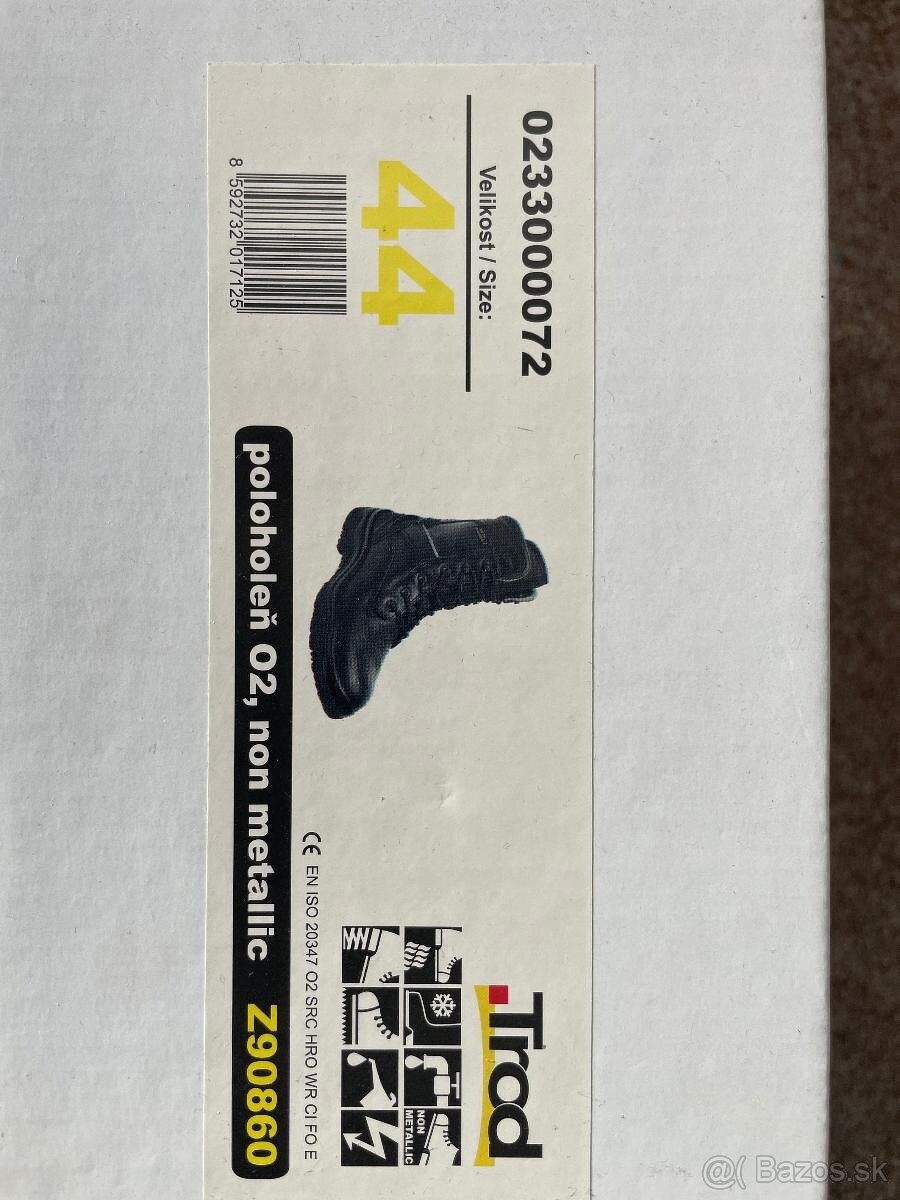 0233000072
Velikost / Size:
44
8 592732 017125
poloholeň O2, non metallic Z90860
CE EN ISO 20347 O2 SRC HRO WR CI FO E
NON
METALLIC
Trod
@( Bazos.sk